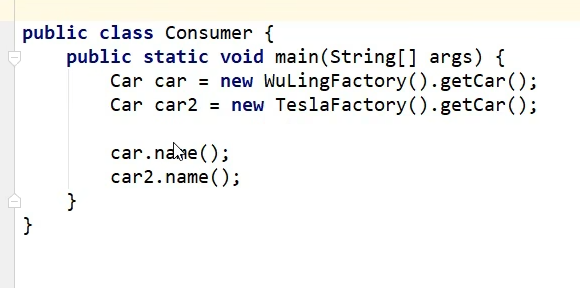 public class Consumer {
public static void main(String[] args) {
Car car = new WuLingFactory().getCar();
Car car2 = new TeslaFactory().getCar();
car.name();
car2.name();
}
}